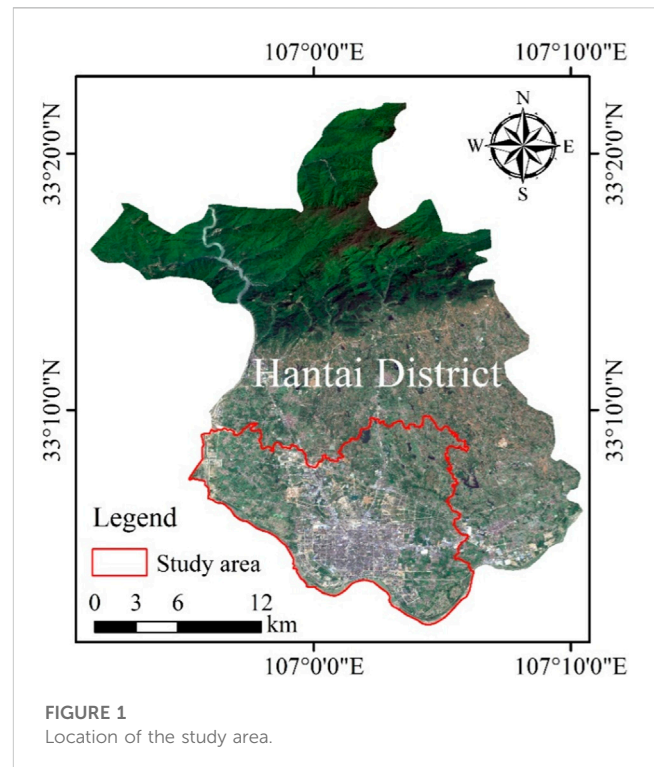 107°0'0"E 107°10'0"E
33°20'0"N 33°20'0"N
N
W E
S
Hantai District
33°10'0"N 33°10'0"N
Legend
Study area
0 3 6 12
km
107°0'0"E 107°10'0"E
FIGURE 1
Location of the study area.